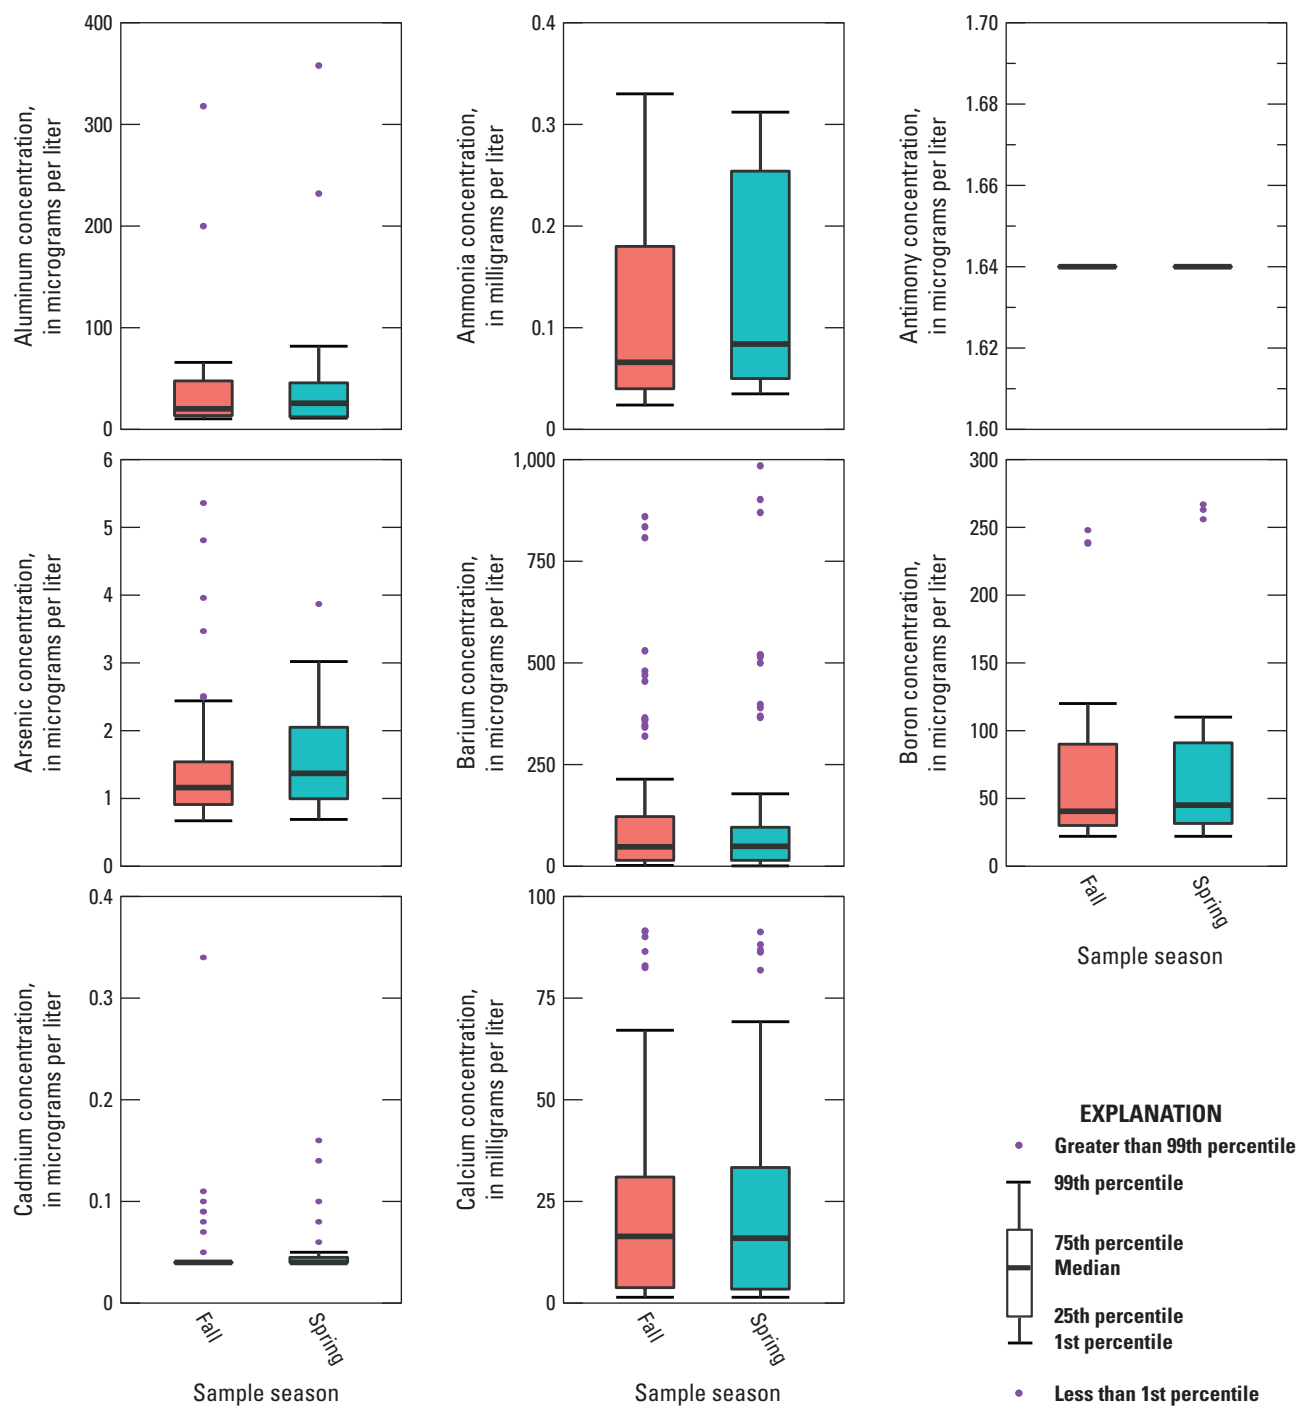 Aluminum concentration,
in micrograms per liter
400
300
200
100
0
Ammonia concentration,
in milligrams per liter
0.4
0.3
0.2
0.1
0
Antimony concentration,
in micrograms per liter
1.70
1.68
1.66
1.64
1.62
1.60
Arsenic concentration,
in micrograms per liter
6
5
4
3
2
1
0
Barium concentration,
in micrograms per liter
1,000
750
500
250
0
Boron concentration,
in micrograms per liter
300
250
200
150
100
50
0
Fall
Spring
Sample season
Cadmium concentration,
in micrograms per liter
0.4
0.3
0.2
0.1
0
Fall
Spring
Sample season
Calcium concentration,
in milligrams per liter
100
75
50
25
0
Fall
Spring
Sample season
EXPLANATION
Greater than 99th percentile
99th percentile
75th percentile
Median
25th percentile
1st percentile
Less than 1st percentile